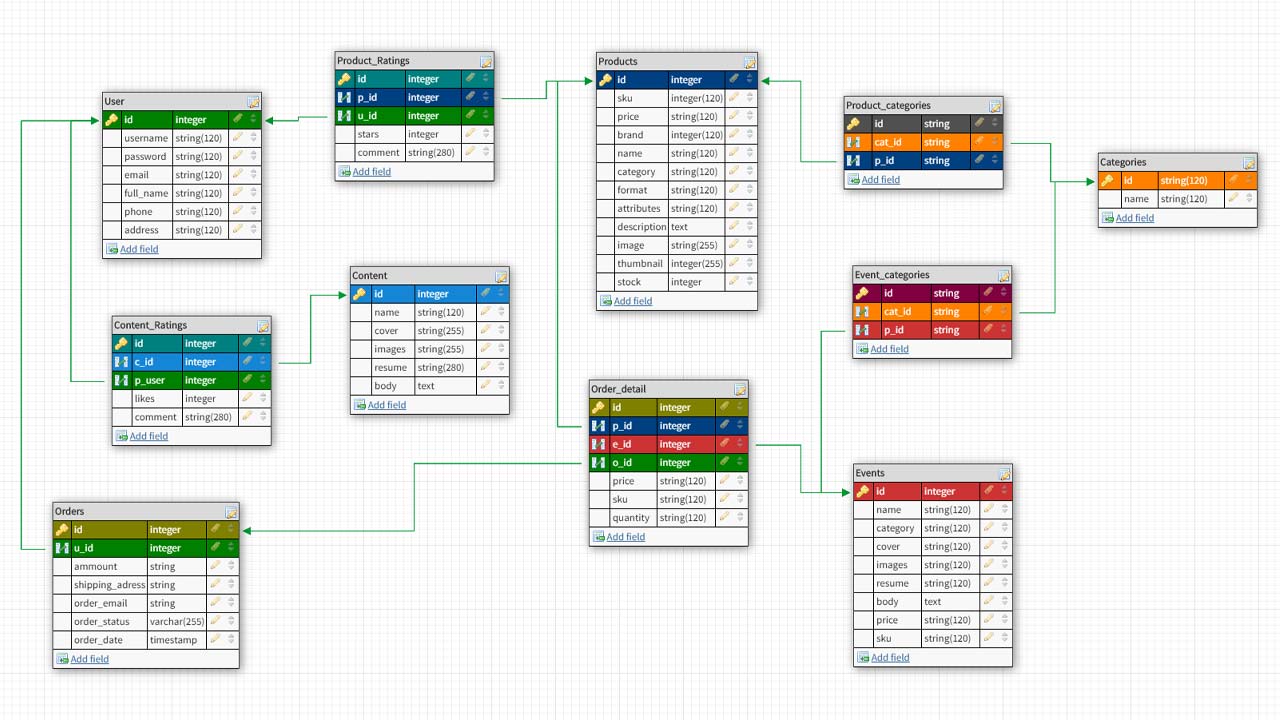 User
id integer
username string(120)
password string(120)
email string(120)
full_name string(120)
phone string(120)
address string(120)
Add field
Product_Ratings
id integer
p_id integer
u_id integer
stars integer
comment string(280)
Add field
Products
id integer
sku integer(120)
price string(120)
brand integer(120)
name string(120)
category string(120)
format string(120)
attributes string(120)
description text
image string(255)
thumbnail integer(255)
stock integer
Add field
Product_categories
id string
cat_id string
p_id string
Add field
Categories
id string(120)
name string(120)
Add field
Content_Ratings
id integer
c_id integer
p_user integer
likes integer
comment string(280)
Add field
Content
id integer
name string(120)
cover string(255)
images string(255)
resume string(280)
body text
Add field
Event_categories
id string
cat_id string
p_id string
Add field
Order_detail
id integer
p_id integer
e_id integer
o_id integer
price string(120)
sku string(120)
quantity string(120)
Add field
Orders
id integer
u_id integer
ammount string
shipping_adress string
order_email string
order_status varchar(255)
order_date timestamp
Add field
Events
id integer
name string(120)
category string(120)
cover string(120)
images string(120)
resume string(120)
body text
price string(120)
sku string(120)
Add field